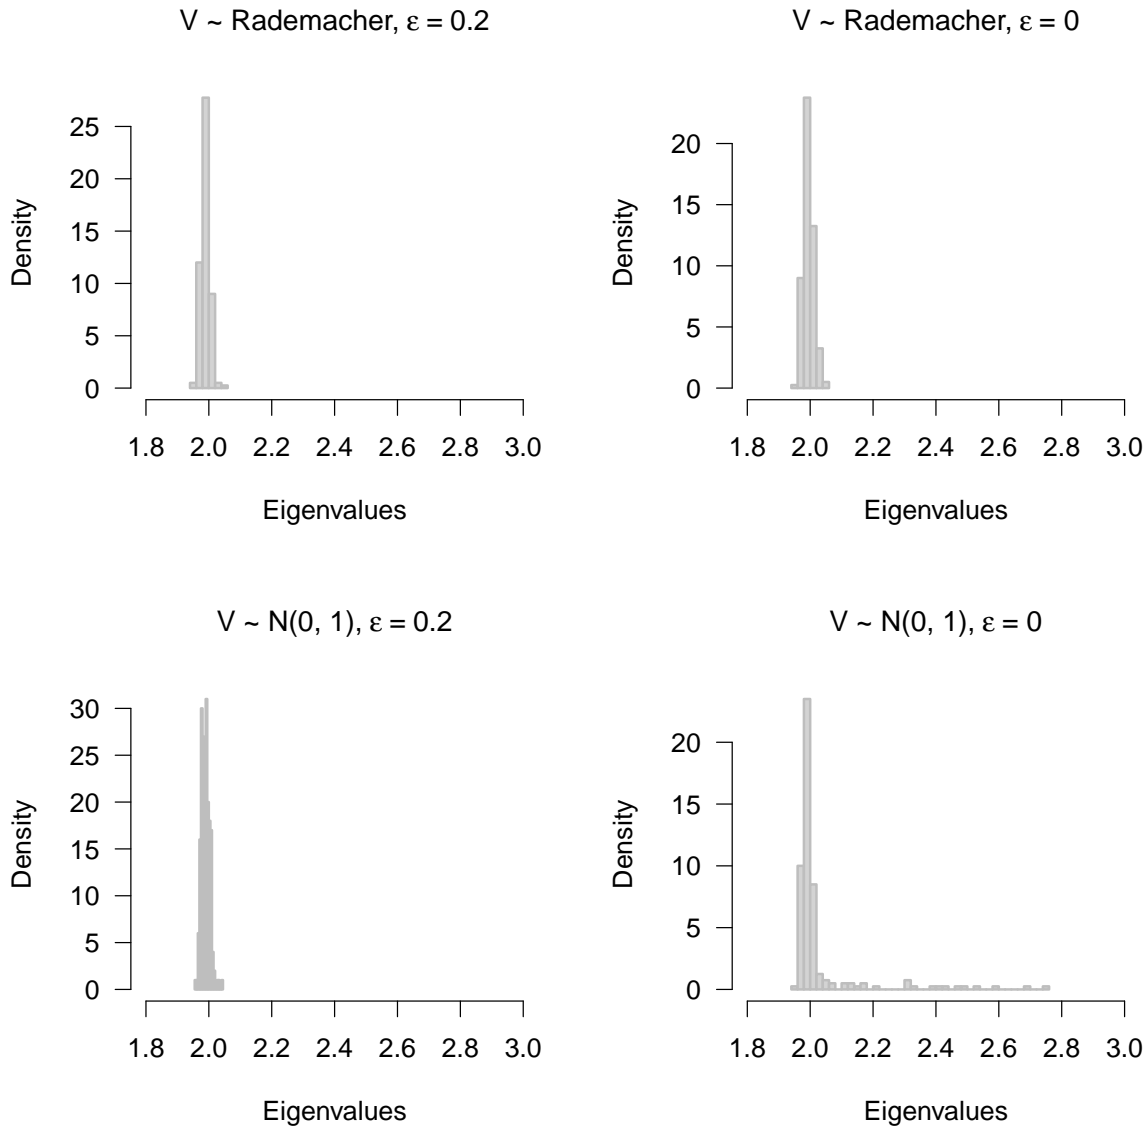 V ~ Rademacher, ε = 0.2
Density
25
20
15
10
5
0
1.8 2.0 2.2 2.4 2.6 2.8 3.0
Eigenvalues
V ~ Rademacher, ε = 0
Density
20
15
10
5
0
1.8 2.0 2.2 2.4 2.6 2.8 3.0
Eigenvalues
V ~ N(0, 1), ε = 0.2
Density
30
25
20
15
10
5
0
1.8 2.0 2.2 2.4 2.6 2.8 3.0
Eigenvalues
V ~ N(0, 1), ε = 0
Density
20
15
10
5
0
1.8 2.0 2.2 2.4 2.6 2.8 3.0
Eigenvalues